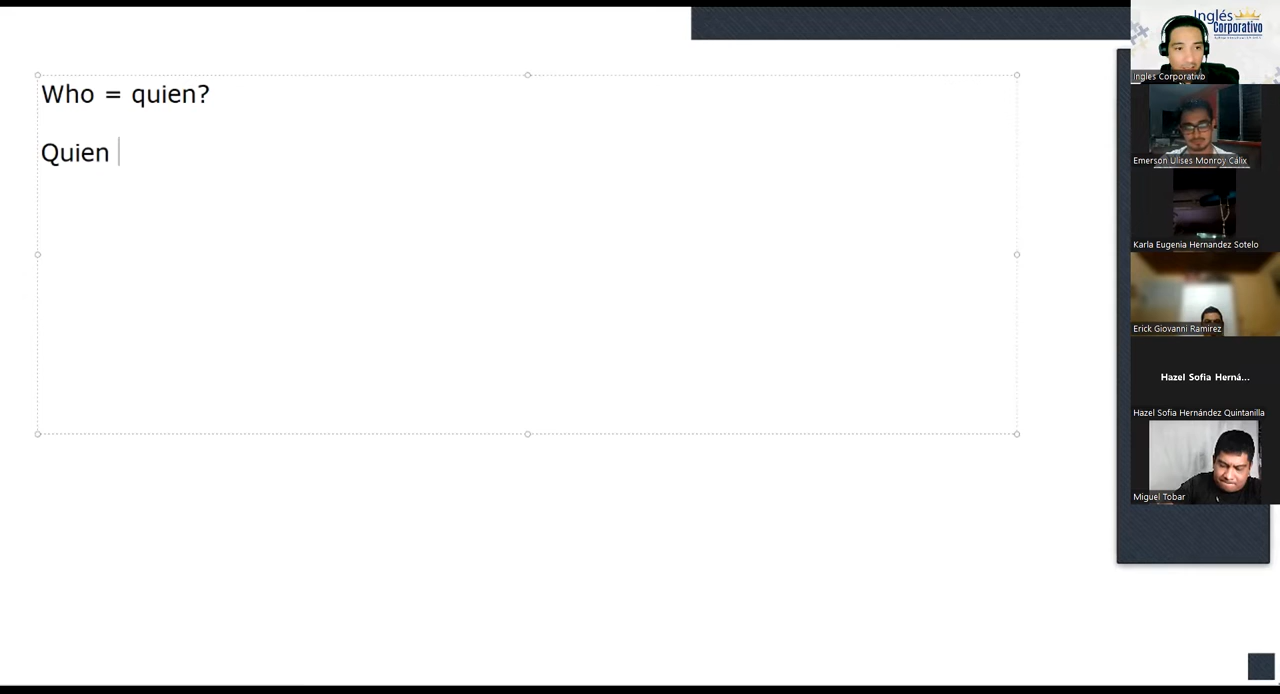 Who = quien?
Quien
Inglés
Corporativo
Ingles Corporativo
Emerson Ulises Monroy Cálix
Karla Eugenia Hernandez Sotelo
Erick Giovanni Ramirez
Hazel Sofia Herná...
Hazel Sofia Hernández Quintanilla
Miguel Tobar